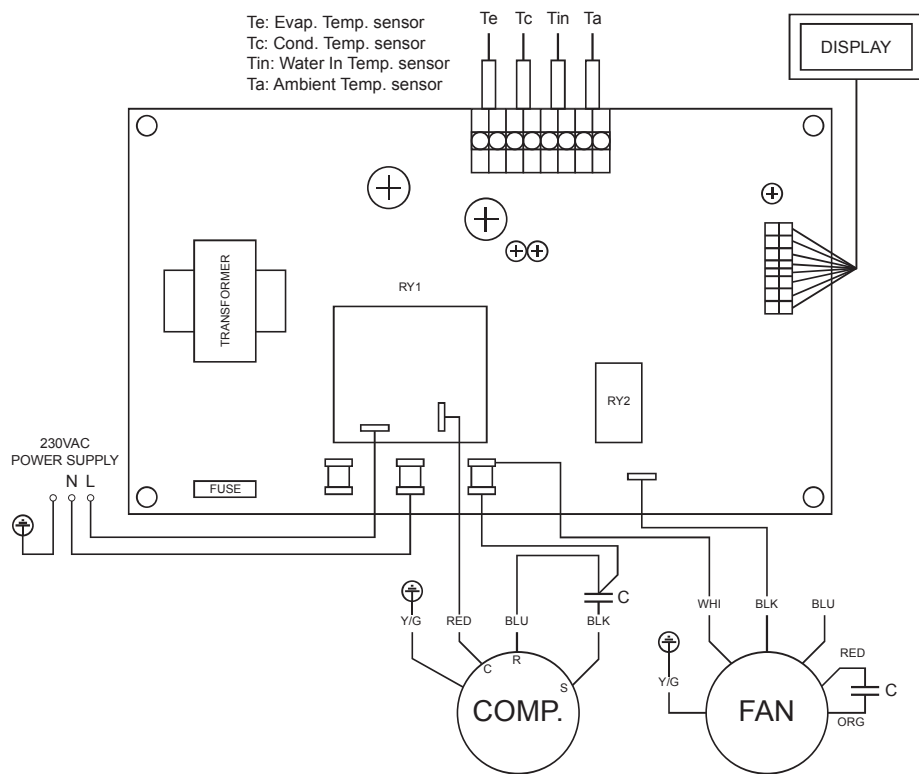 Te: Evap. Temp. sensor
Tc: Cond. Temp. sensor
Tin: Water In Temp. sensor
Ta: Ambient Temp. sensor
Te Tc Tin Ta
DISPLAY
TRANSFORMER
RY1
RY2
230VAC
POWER SUPPLY
N L
FUSE
C
Y/G RED BLU BLK
WHI BLK BLU
C R S
COMP.
RED
Y/G
C
FAN
ORG